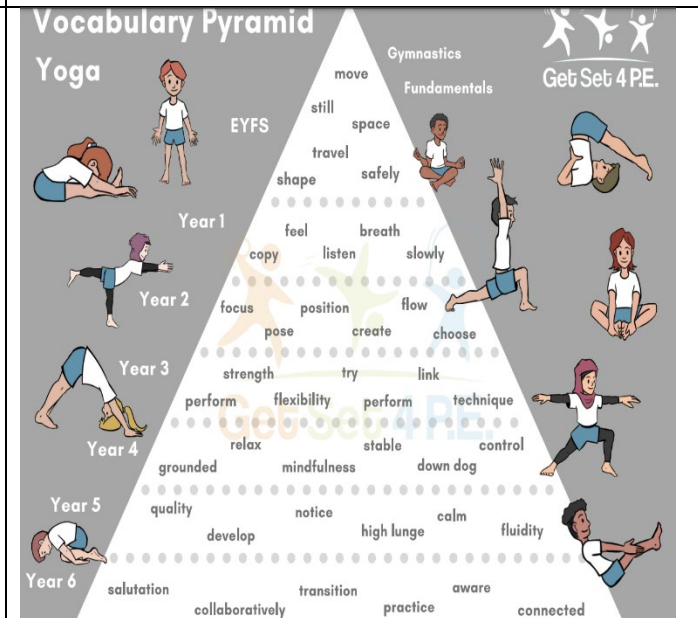 Vocabulary Pyramid
Yoga
Get Set 4 P.E.
Gymnastics
Fundamentals
EYFS
move
still
space
travel
shape safely
Year 1
feel breath
copy listen slowly
Year 2
focus position flow
pose create choose
Year 3
strength try link
perform flexibility perform technique
Get Set 4 P.E.
Year 4
relax stable control
grounded mindfulness down dog
Year 5
quality notice calm
develop high lunge fluidity
Year 6
salutation transition aware
collaboratively practice connected